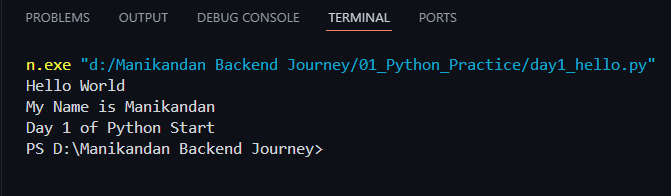 PROBLEMS OUTPUT DEBUG CONSOLE TERMINAL PORTS
n.exe "d:/Manikandan Backend Journey/01_Python_Practice/day1_hello.py"
Hello World
My Name is Manikandan
Day 1 of Python Start
PS D:\Manikandan Backend Journey>